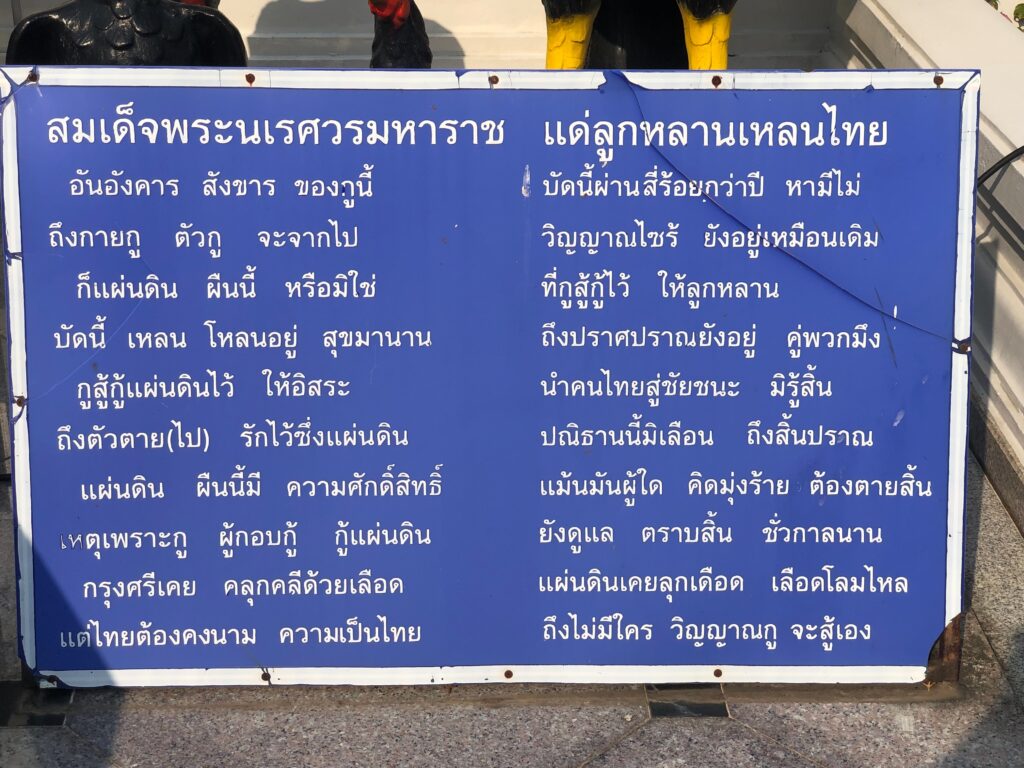 สมเด็จพระนเรศวรมหาราช แด่ลูกหลานเหลนไทย
อันอังคาร สังขาร ของกูนี้ บัดนี้ผ่านสี่ร้อยกว่าปี หามีไม่
ถึงกายกู ตัวกู จะจากไป วิญญาณไซร้ ยังอยู่เหมือนเดิม
ก็แผ่นดิน ผืนนี้ หรือมิใช่ ที่กูสู้กู้ไว้ ให้ลูกหลาน
บัดนี้ เหลน โหลนอยู่ สุขมานาน ถึงปราศปราณยังอยู่ คู่พวกมึง
กูสู้กู้แผ่นดินไว้ ให้อิสระ นำคนไทยสู่ชัยชนะ มิรู้สิ้น
ถึงตัวตาย(ไป) รักไว้ซึ่งแผ่นดิน ปณิธานนี้มิเลือน ถึงสิ้นปราณ
แผ่นดิน ผืนนี้มี ความศักดิ์สิทธิ์ แม้นมันผู้ใด คิดมุ่งร้าย ต้องตายสิ้น
เหตุเพราะกู ผู้กอบกู้ กู้แผ่นดิน ยังดูแล ตราบสิ้น ชั่วกาลนาน
กรุงศรีเคย คลุกคลีด้วยเลือด แผ่นดินเคยลุกเดือด เลือดโลมไหล
แต่ไทยต้องคงนาม ความเป็นไทย ถึงไม่มีใคร วิญญาณกู จะสู้เอง